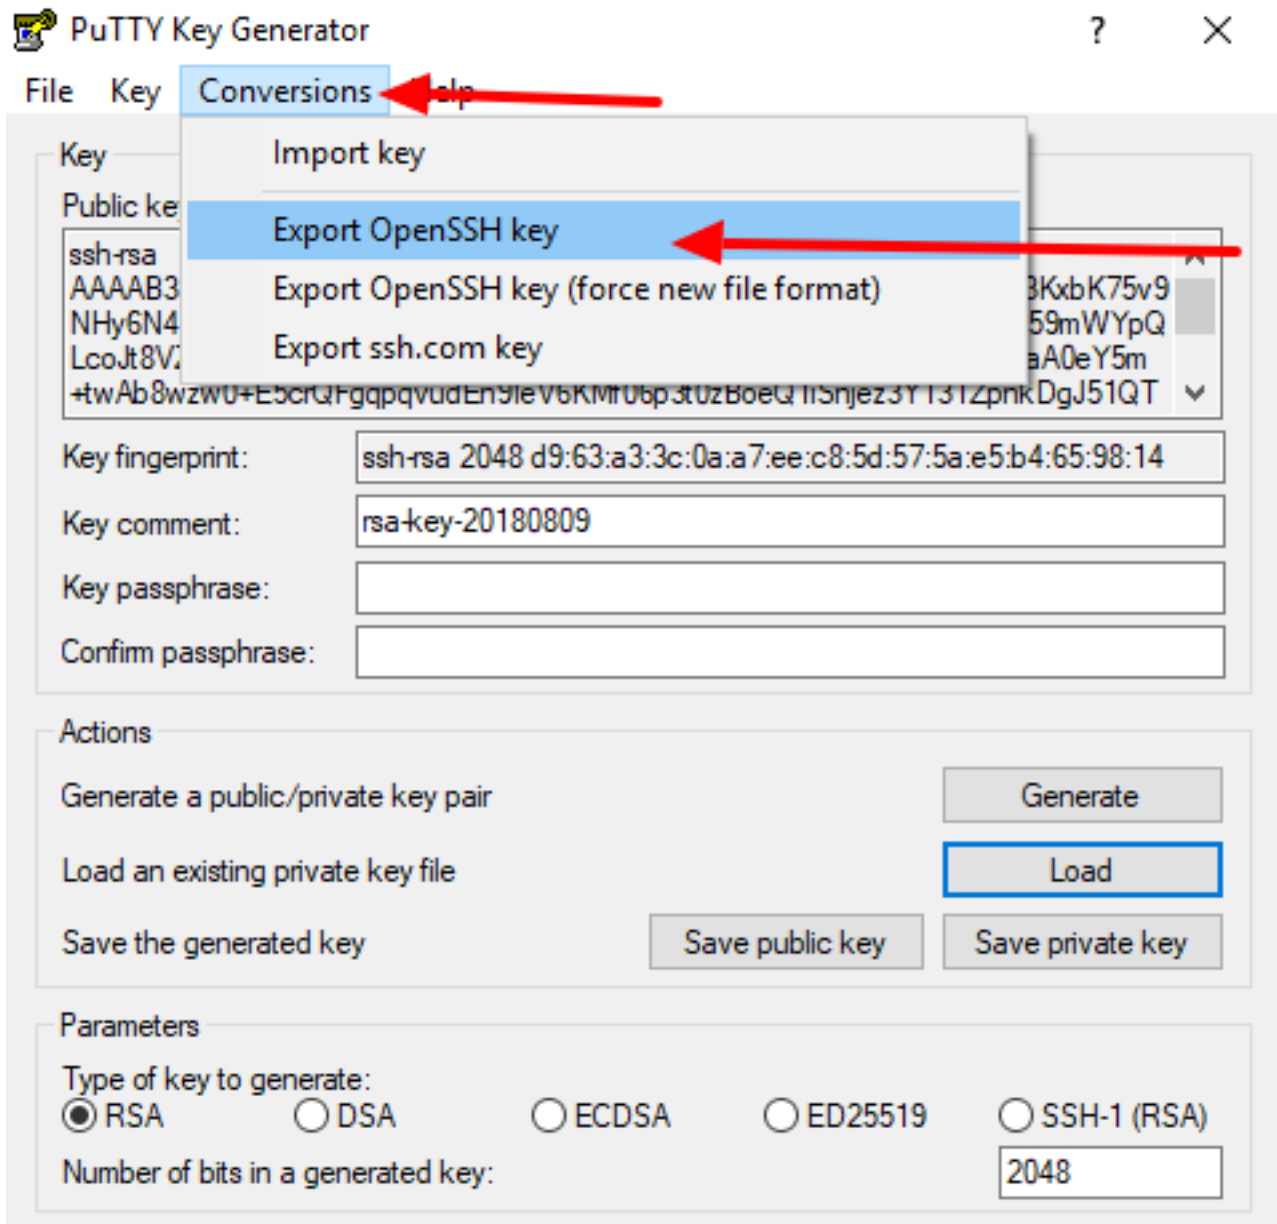 PuTTY Key Generator ? ×
File Key Conversions
Import key
Export OpenSSH key
Export OpenSSH key (force new file format)
Export ssh.com key
Key
Public key
ssh-rsa
AAAAB3 3KxbK75v9
NHy6N4 59mWYpQ
LcoJt8VZ aA0eY5m
Key fingerprint: ssh-rsa 2048 d9:63:a3:3c:0a:a7:ee:c8:5d:57:5a:e5:b4:65:98:14
Key comment: rsa-key-20180809
Key passphrase:
Confirm passphrase:
Actions
Generate a public/private key pair Generate
Load an existing private key file Load
Save the generated key Save public key Save private key
Parameters
Type of key to generate:
RSA DSA ECDSA ED25519 SSH-1 (RSA)
Number of bits in a generated key: 2048